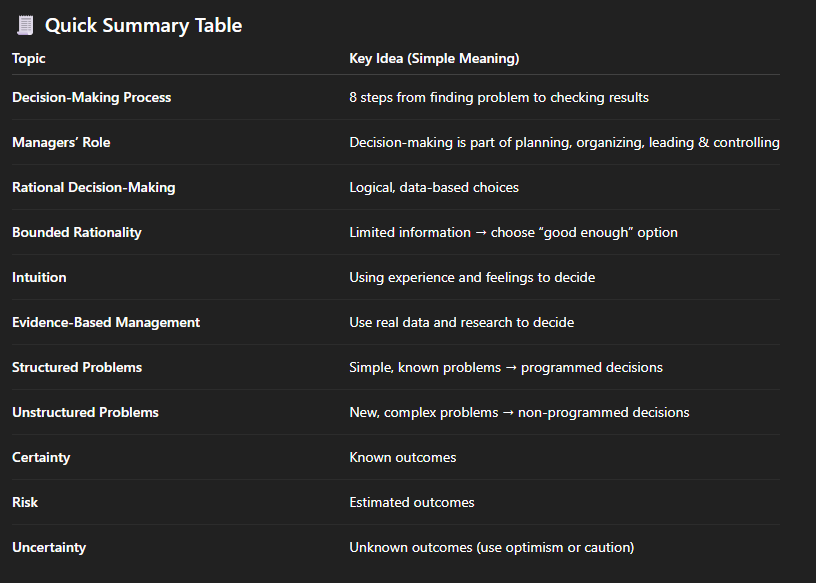 Quick Summary Table
Topic Key Idea (Simple Meaning)
Decision-Making Process 8 steps from finding problem to checking results
Managers’ Role Decision-making is part of planning, organizing, leading & controlling
Rational Decision-Making Logical, data-based choices
Bounded Rationality Limited information → choose “good enough” option
Intuition Using experience and feelings to decide
Evidence-Based Management Use real data and research to decide
Structured Problems Simple, known problems → programmed decisions
Unstructured Problems New, complex problems → non-programmed decisions
Certainty Known outcomes
Risk Estimated outcomes
Uncertainty Unknown outcomes (use optimism or caution)